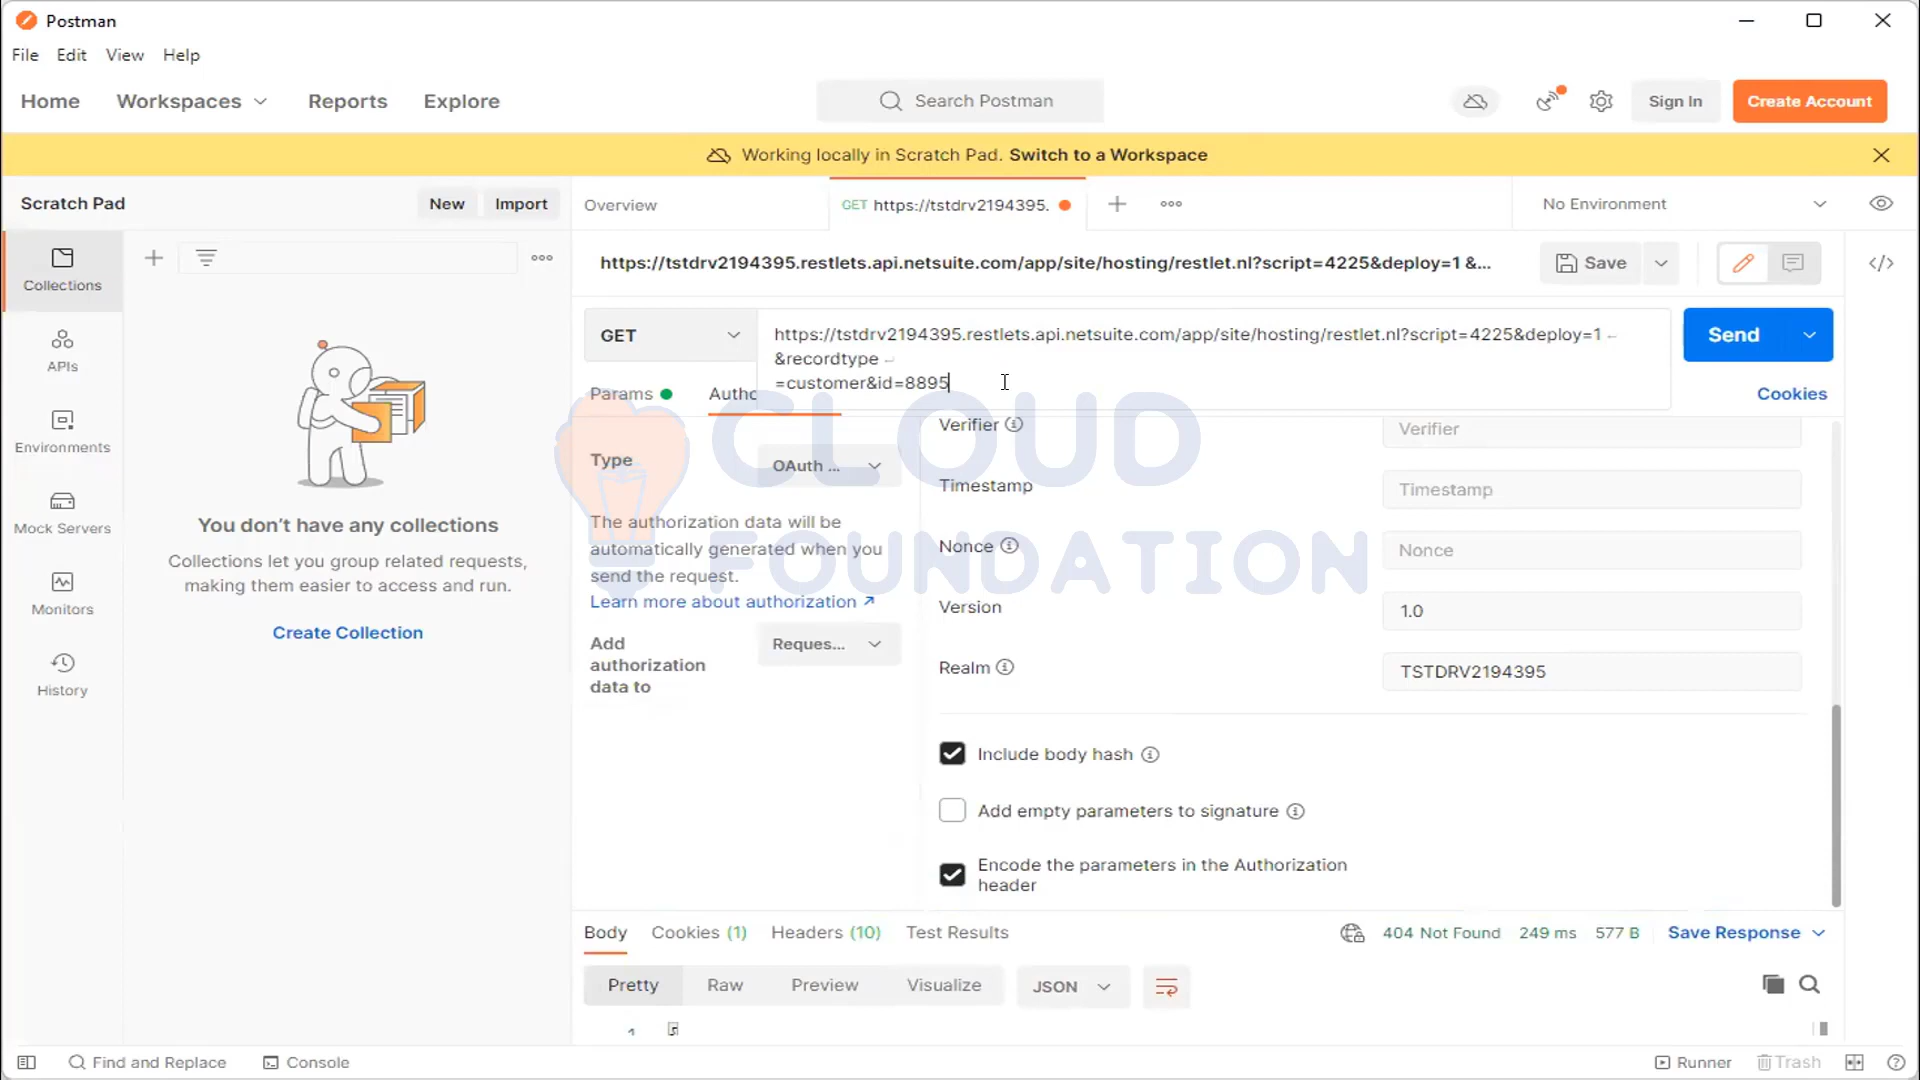 Postman
File Edit View Help
Home Workspaces Reports Explore
Search Postman
Sign In
Create Account
Working locally in Scratch Pad. Switch to a Workspace
Scratch Pad
New
Import
Overview
GET https://tstdrv2194395.
No Environment
Collections
APIs
Environments
Mock Servers
Monitors
History
You don't have any collections
Collections let you group related requests,
making them easier to access and run.
Create Collection
https://tstdrv2194395.restlets.api.netsuite.com/app/site/hosting/restlet.nl?script=4225&deploy=1 &...
Save
GET
https://tstdrv2194395.restlets.api.netsuite.com/app/site/hosting/restlet.nl?script=4225&deploy=1
&recordtype
=customer&id=8895
Send
Params
Autho
Cookies
CLOUD
FOUNDATION
Type
OAuth ...
The authorization data will be
automatically generated when you
send the request.
Learn more about authorization
Add
authorization
data to
Reques...
Verifier
Verifier
Timestamp
Timestamp
Nonce
Nonce
Version
1.0
Realm
TSTDRV2194395
Include body hash
Add empty parameters to signature
Encode the parameters in the Authorization
header
Body Cookies (1) Headers (10) Test Results
404 Not Found 249 ms 577 B Save Response
Pretty Raw Preview Visualize JSON
Find and Replace Console
Runner Trash